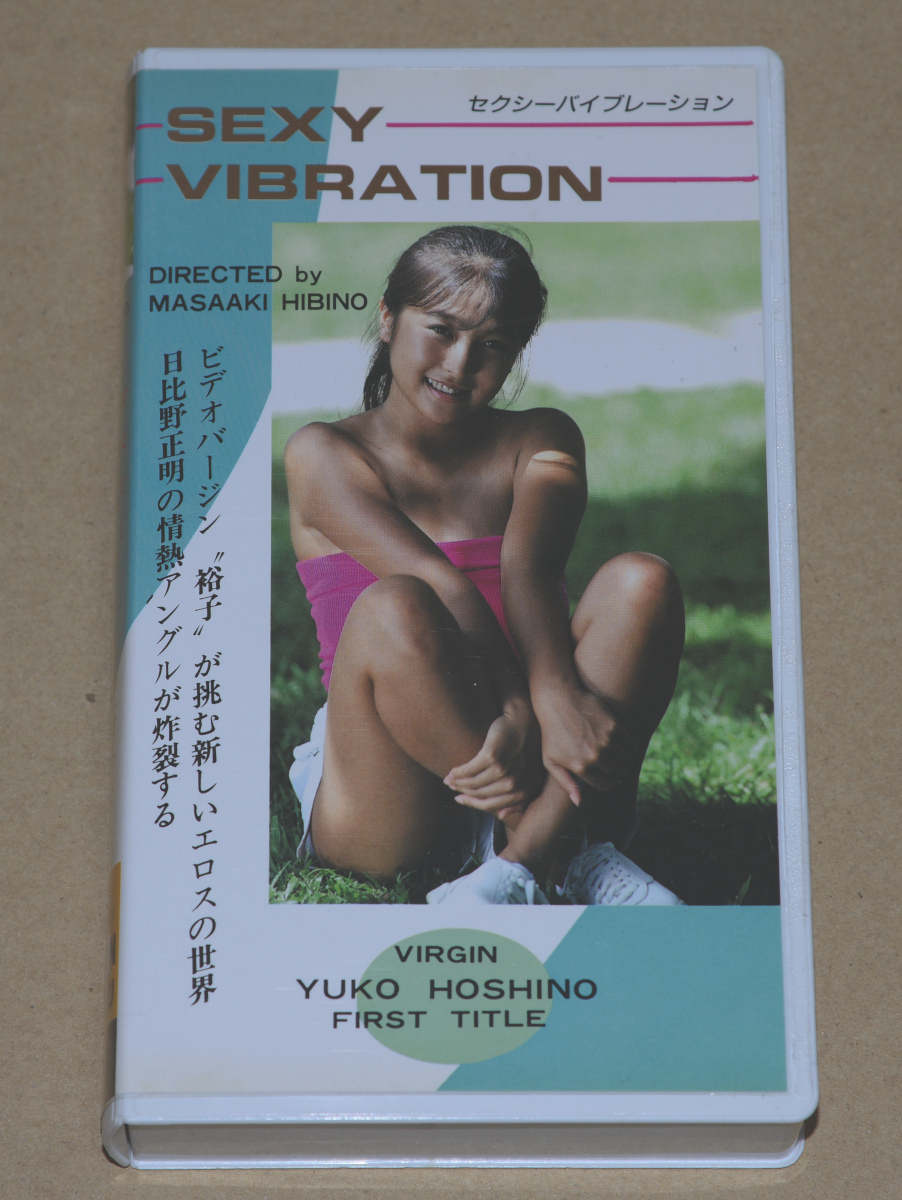 セクシーバイブレーション
SEXY
VIBRATION
DIRECTED by
MASAAKI HIBINO
ビデオバージン〝裕子〟が挑む新しいエロスの世界
日比野正明の情熱アングルが炸裂する
VIRGIN
YUKO HOSHINO
FIRST TITLE